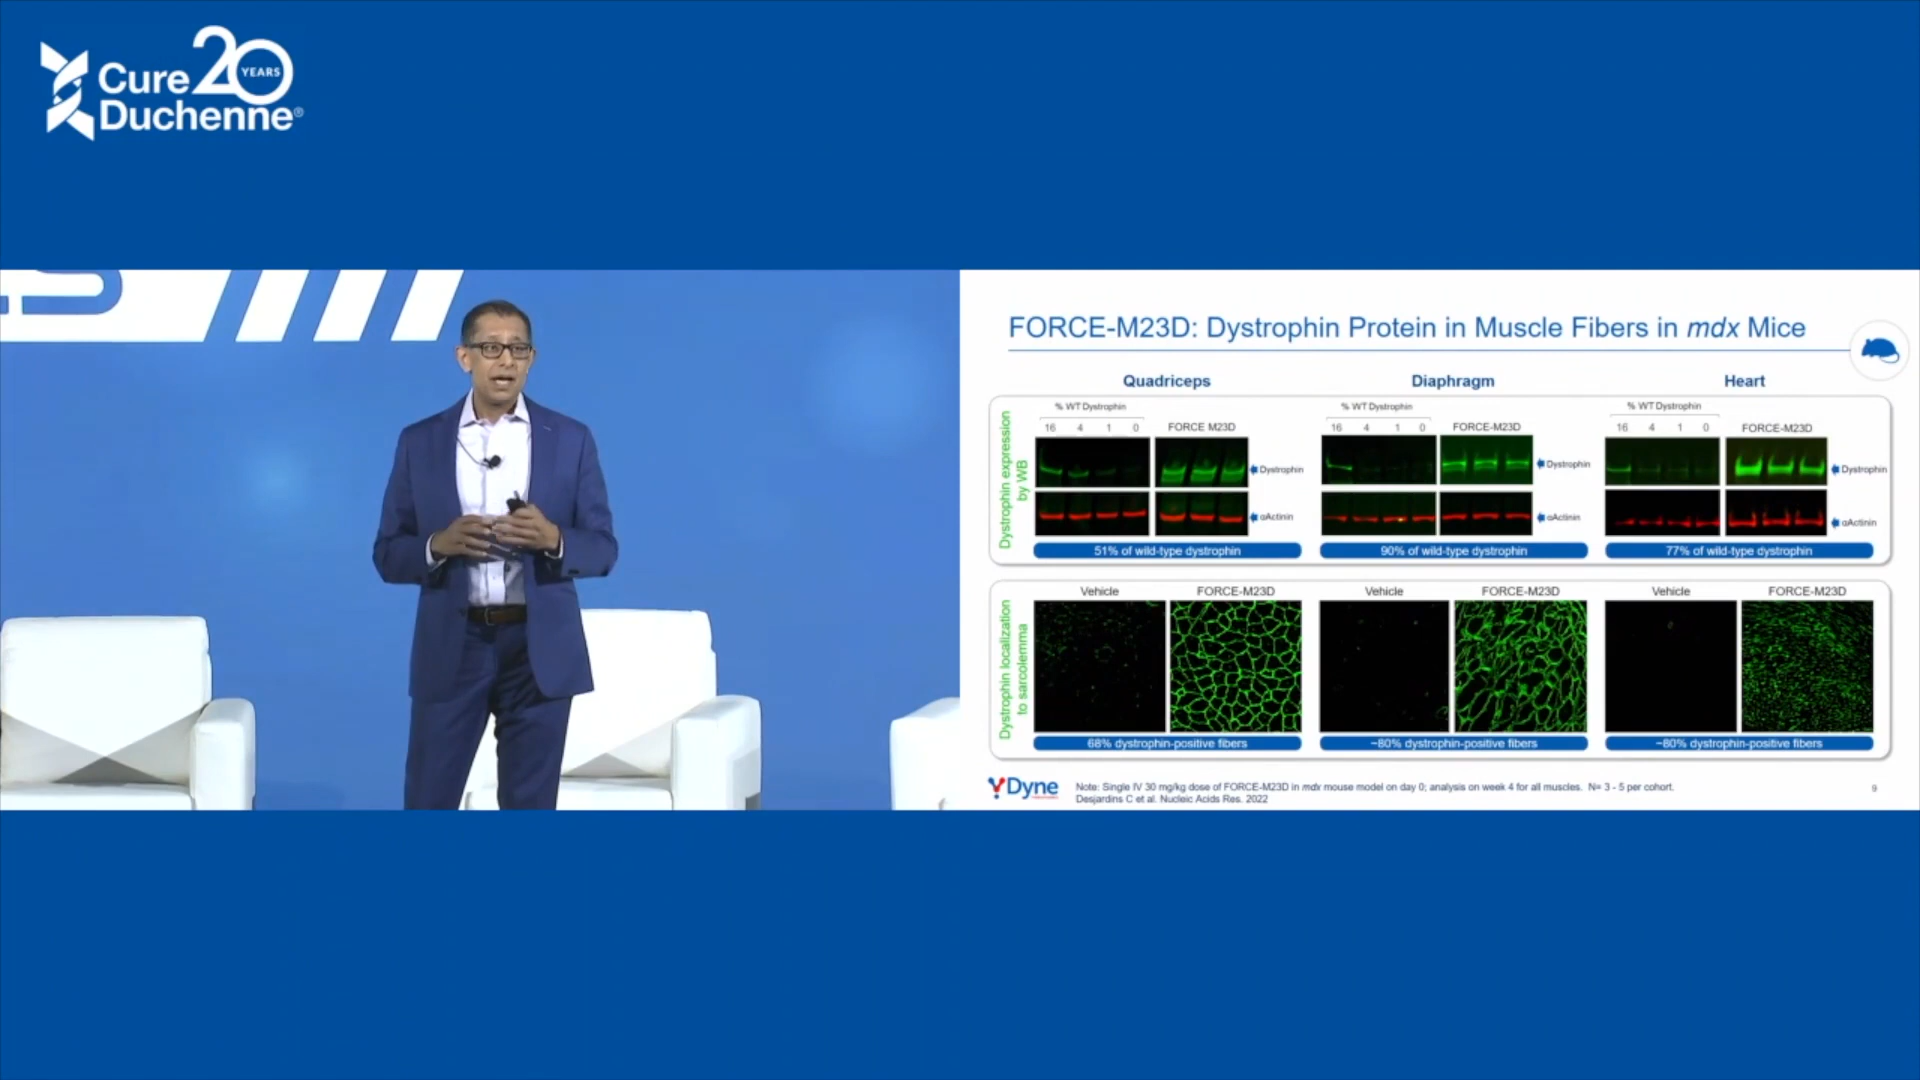 Cure 20 YEARS
Duchenne®
S
FORCE-M23D: Dystrophin Protein in Muscle Fibers in mdx Mice
Quadriceps
Diaphragm
Heart
Dystrophin expression
by WB
% WT Dystrophin
16 4 1 0
FORCE M23D
Dystrophin
αActinin
51% of wild-type dystrophin
% WT Dystrophin
16 4 1 0
FORCE-M23D
Dystrophin
αActinin
90% of wild-type dystrophin
% WT Dystrophin
16 4 1 0
FORCE-M23D
Dystrophin
αActinin
77% of wild-type dystrophin
Dystrophin localization
to sarcolemma
Vehicle
FORCE-M23D
68% dystrophin-positive fibers
Vehicle
FORCE-M23D
~80% dystrophin-positive fibers
Vehicle
FORCE-M23D
~80% dystrophin-positive fibers
Dyne
Note: Single IV 30 mg/kg dose of FORCE-M23D in mdx mouse model on day 0; analysis on week 4 for all muscles. N= 3 - 5 per cohort.
Desjardins C et al. Nucleic Acids Res. 2022
9